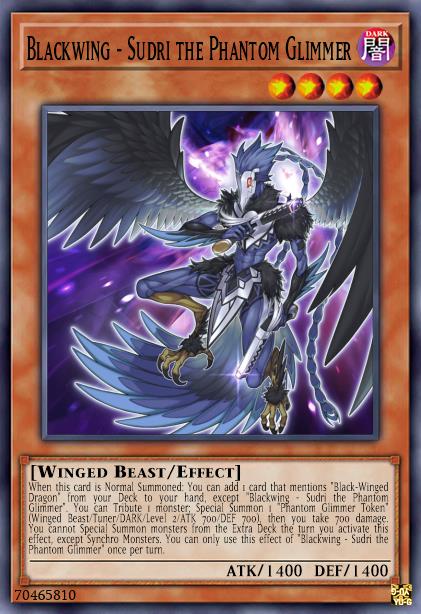 Blackwing - Sudri the Phantom Glimmer
DARK
闇
[Winged Beast/Effect]
When this card is Normal Summoned: You can add 1 card that mentions "Black-Winged
Dragon" from your Deck to your hand, except "Blackwing - Sudri the Phantom
Glimmer". You can Tribute 1 monster; Special Summon 1 "Phantom Glimmer Token"
(Winged Beast/Tuner/DARK/Level 2/ATK 700/DEF 700), then you take 700 damage.
You cannot Special Summon monsters from the Extra Deck the turn you activate this
effect, except Synchro Monsters. You can only use this effect of "Blackwing - Sudri the
Phantom Glimmer" once per turn.
ATK/1400 DEF/1400
70465810